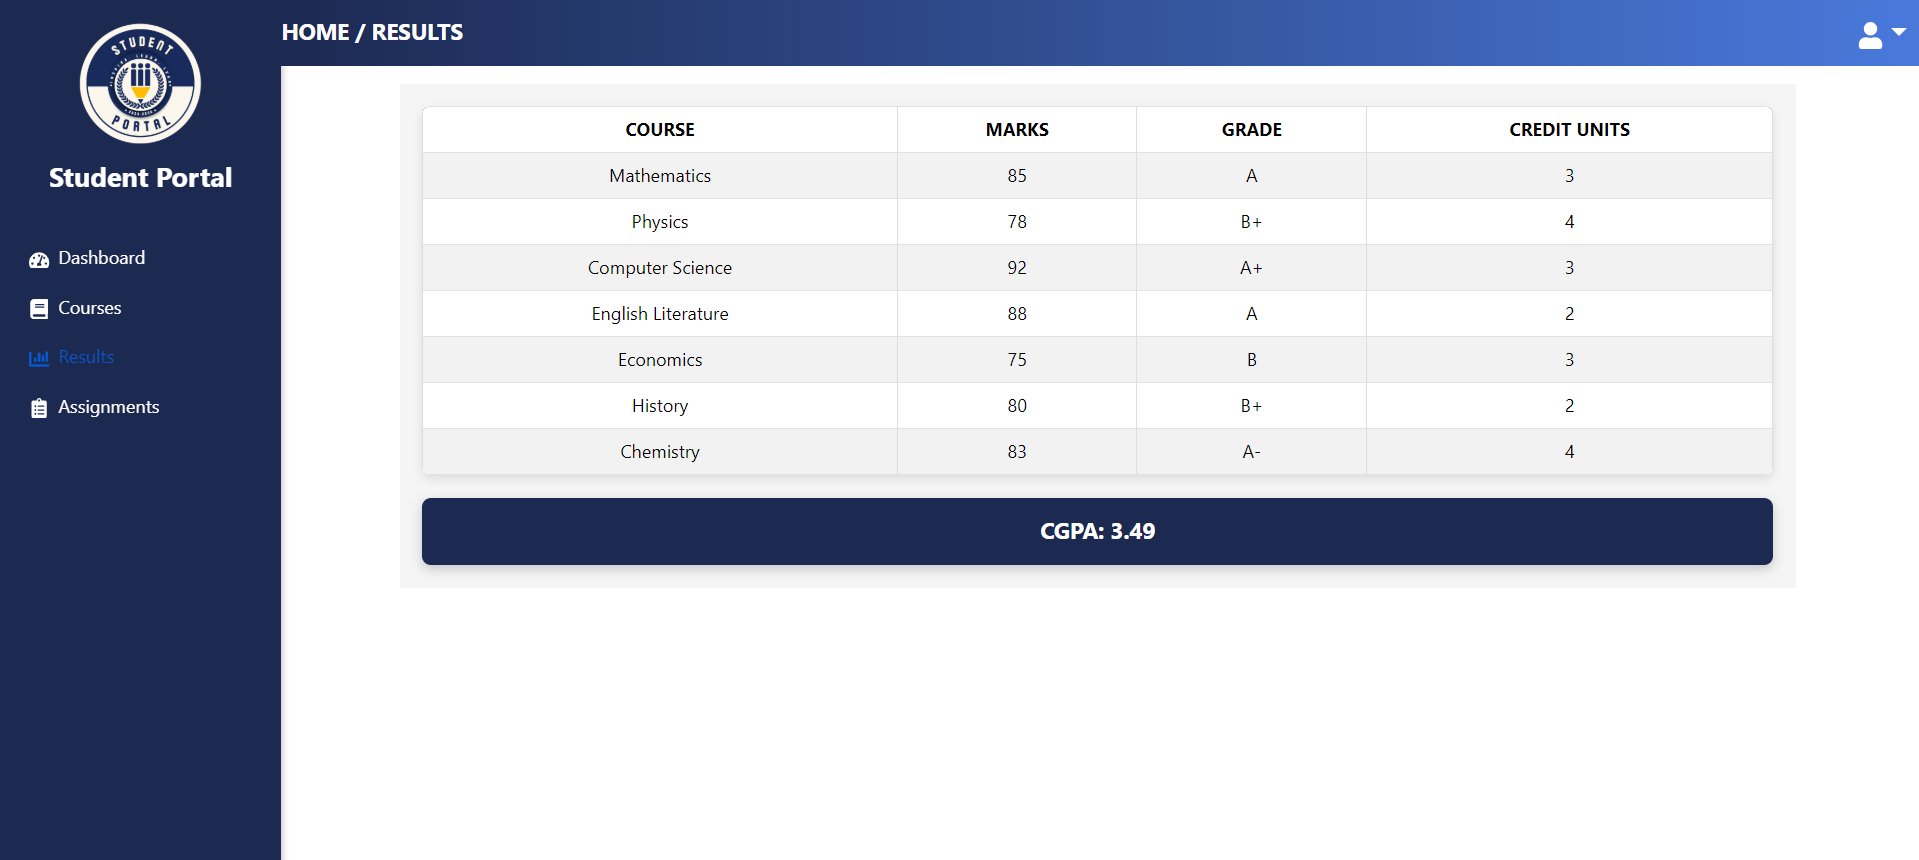 STUDENT
PORTAL
Student Portal
Dashboard
Courses
Results
Assignments
HOME / RESULTS
COURSE MARKS GRADE CREDIT UNITS
Mathematics 85 A 3
Physics 78 B+ 4
Computer Science 92 A+ 3
English Literature 88 A 2
Economics 75 B 3
History 80 B+ 2
Chemistry 83 A- 4
CGPA: 3.49